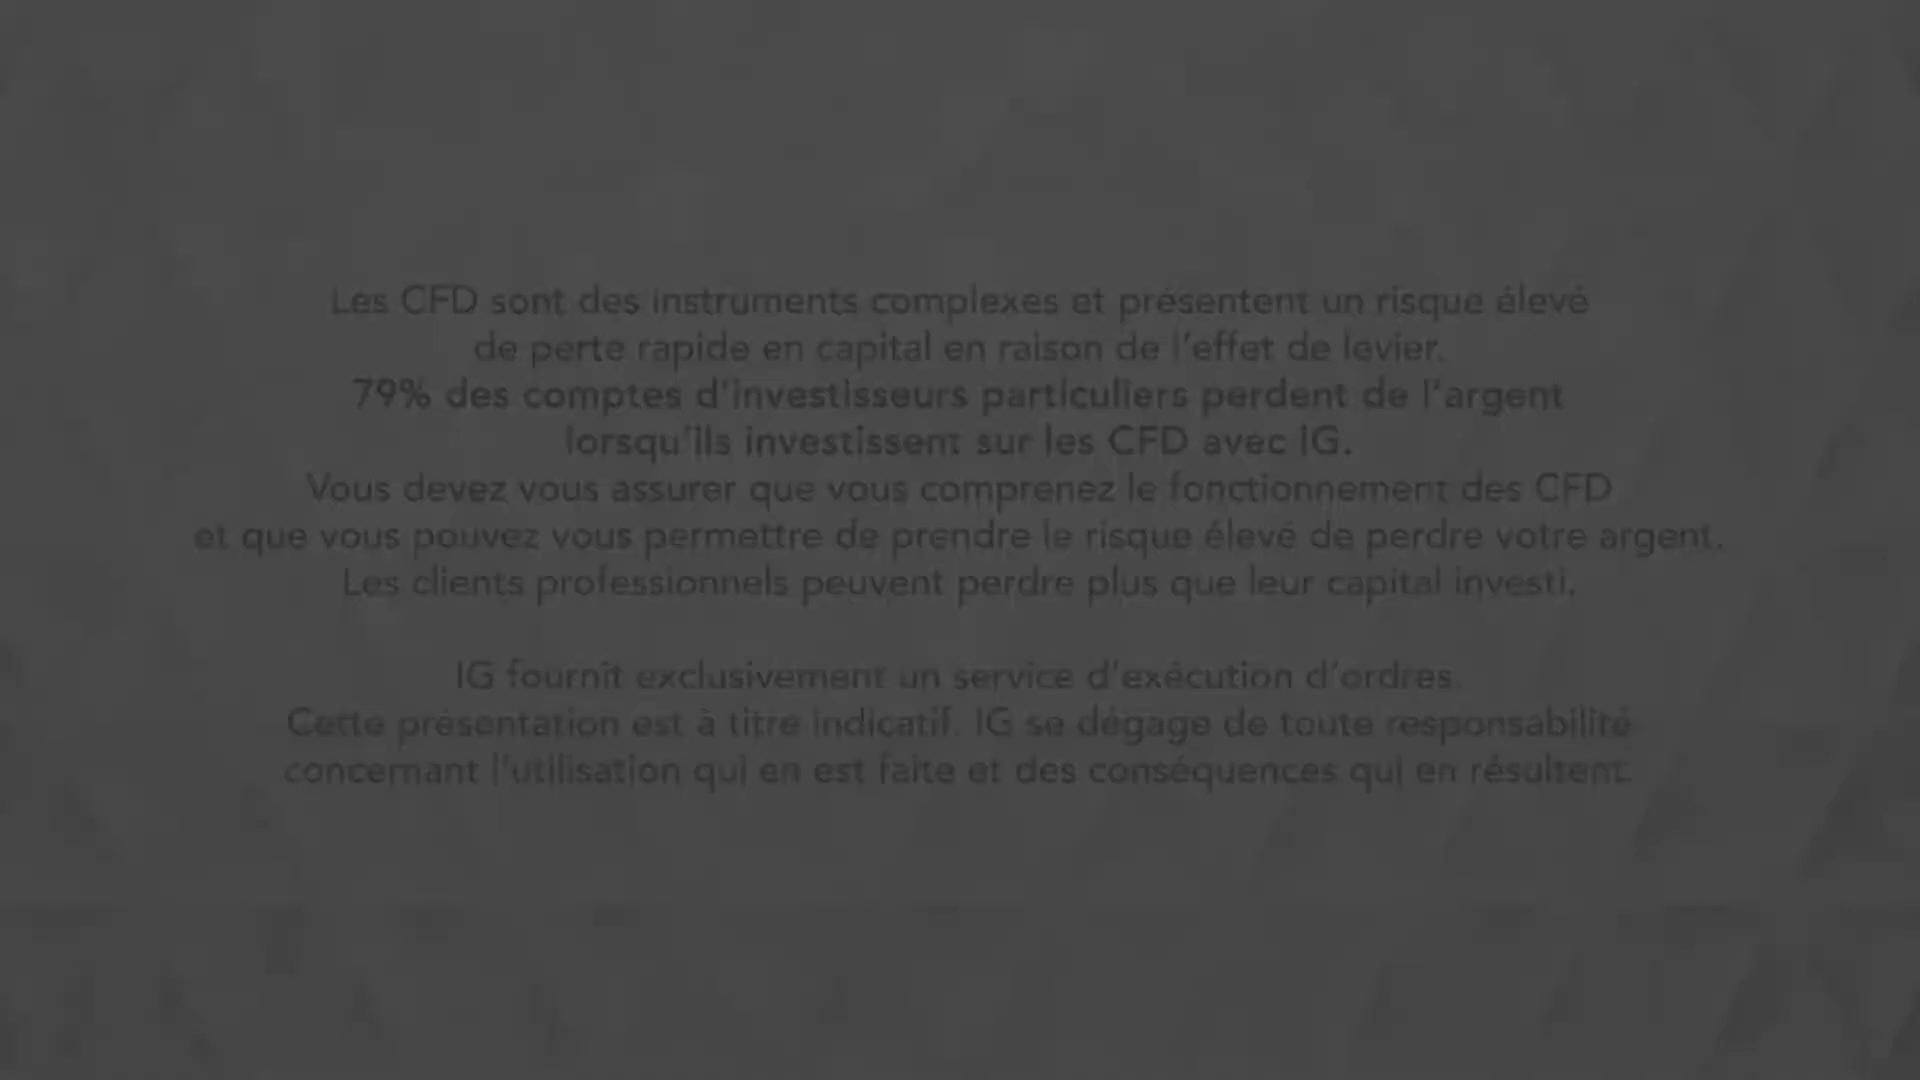 Les CFD sont des instruments complexes et présentent un risque élevé
de perte rapide en capital en raison de l'effet de levier.
79% des comptes d'investisseurs particuliers perdent de l'argent
lorsqu'ils investissent sur les CFD avec IG.
Vous devez vous assurer que vous comprenez le fonctionnement des CFD
et que vous pouvez vous permettre de prendre le risque élevé de perdre votre argent.
Les clients professionnels peuvent perdre plus que leur capital investi.
IG fournit exclusivement un service d'exécution d'ordres.
Cette présentation est à titre indicatif. IG se dégage de toute responsabilité
concernant l'utilisation qui en est faite et des conséquences qui en résultent.